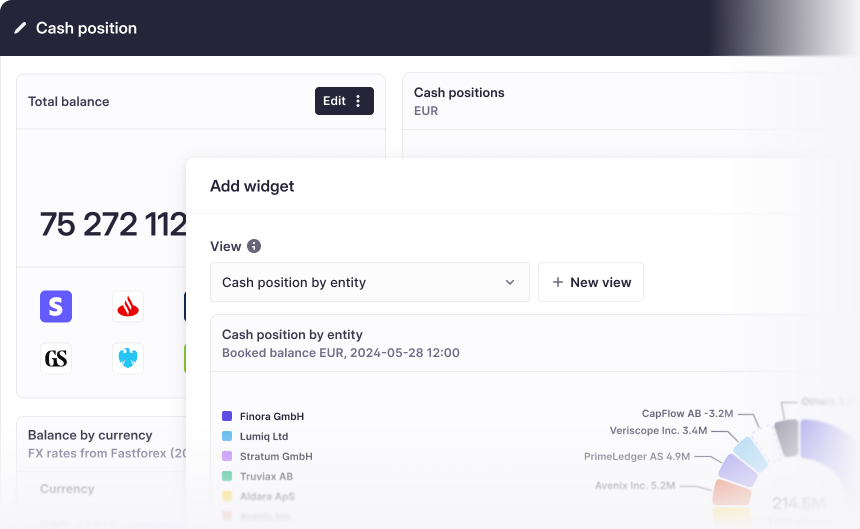 Cash position
Total balance
Edit
Cash positions
EUR
75 272 112
Add widget
View
Cash position by entity
+ New view
S
GS
Cash position by entity
Booked balance EUR, 2024-05-28 12:00
Balance by currency
FX rates from Fastforex (20
Currency
Finora GmbH
Lumiq Ltd
Stratum GmbH
Truviax AB
Aldara ApS
Avenix Inc.
Others
CapFlow AB -3.2M
Veriscope Inc. 3.4M
PrimeLedger AS 4.9M
Avenix Inc. 5.2M
214.5M